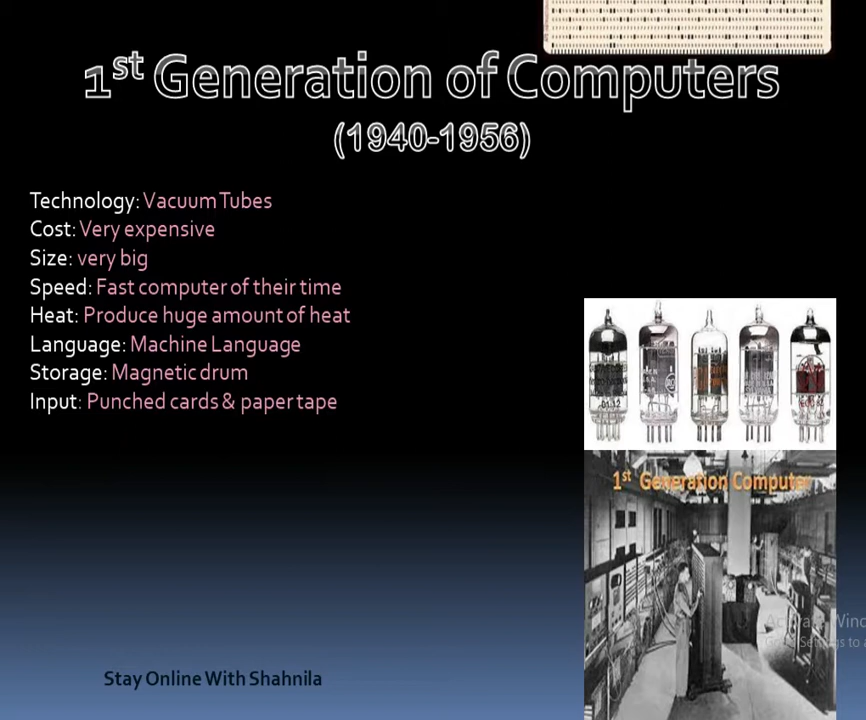 1st Generation of Computers
(1940-1956)
Technology: Vacuum Tubes
Cost: Very expensive
Size: very big
Speed: Fast computer of their time
Heat: Produce huge amount of heat
Language: Machine Language
Storage: Magnetic drum
Input: Punched cards & paper tape
1st Generation Computer
Stay Online With Shahnila